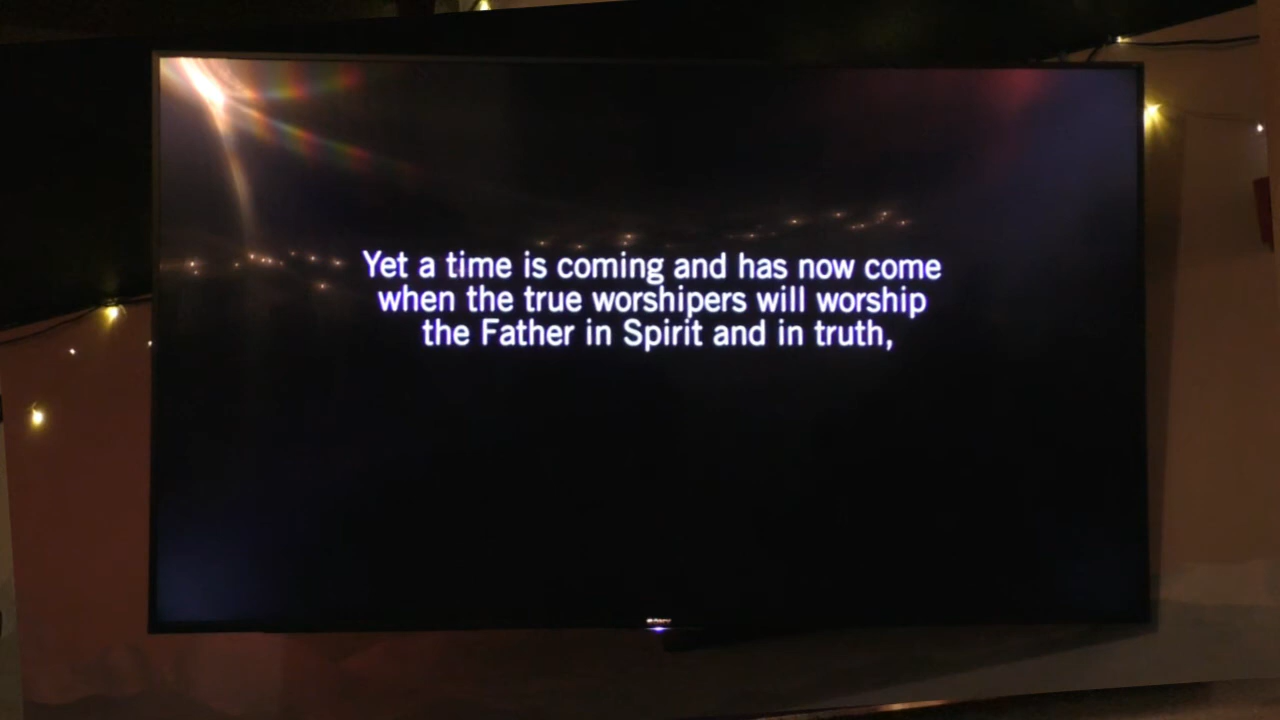 Yet a time is coming and has now come
when the true worshipers will worship
the Father in Spirit and in truth,